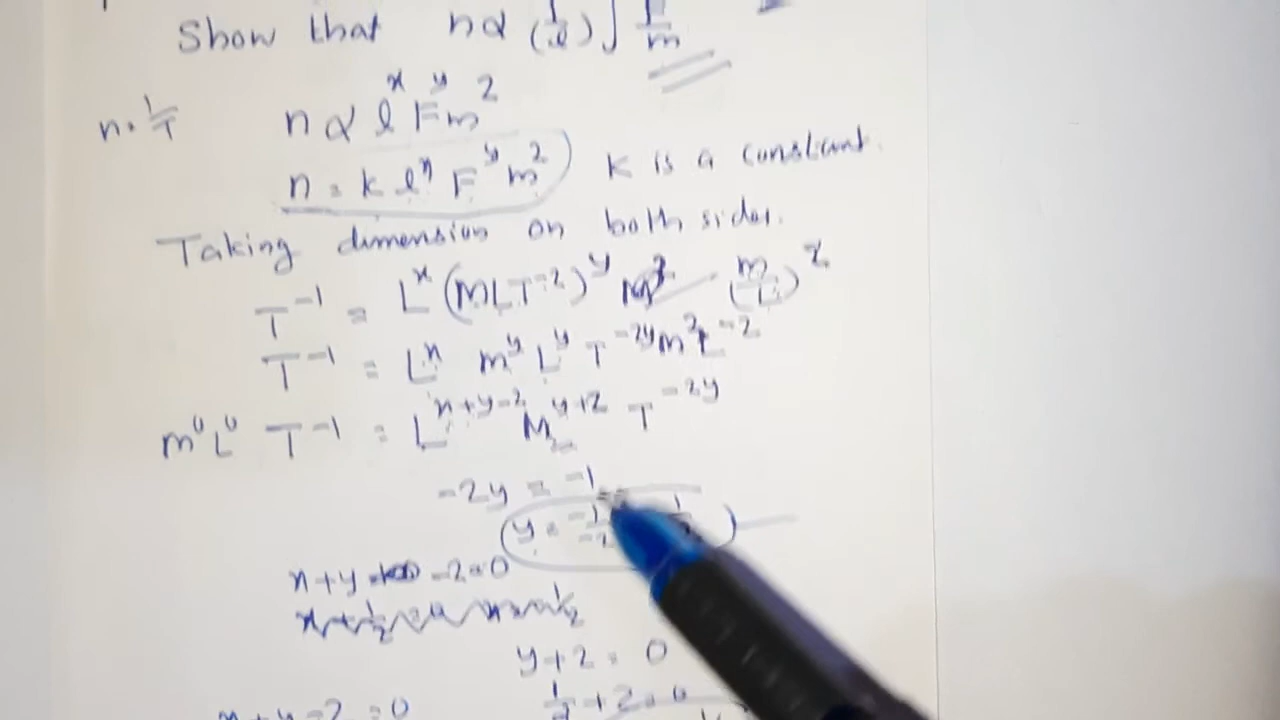 Show that n α (1/l) √F/m
n = 1/T n α l^x F^y m^z
n = k l^x F^y m^z K is a constant.
Taking dimension on both sides.
T^-1 = L^x (MLT^-2)^y (m/L)^z
T^-1 = L^x m^y L^y T^-2y m^z L^-z
m^0 L^0 T^-1 = L^x+y-z M^y+z T^-2y
-2y = -1
y = -1/-2
x+y -z=0
y+z = 0
x+y-z=0 1/2 +z=0